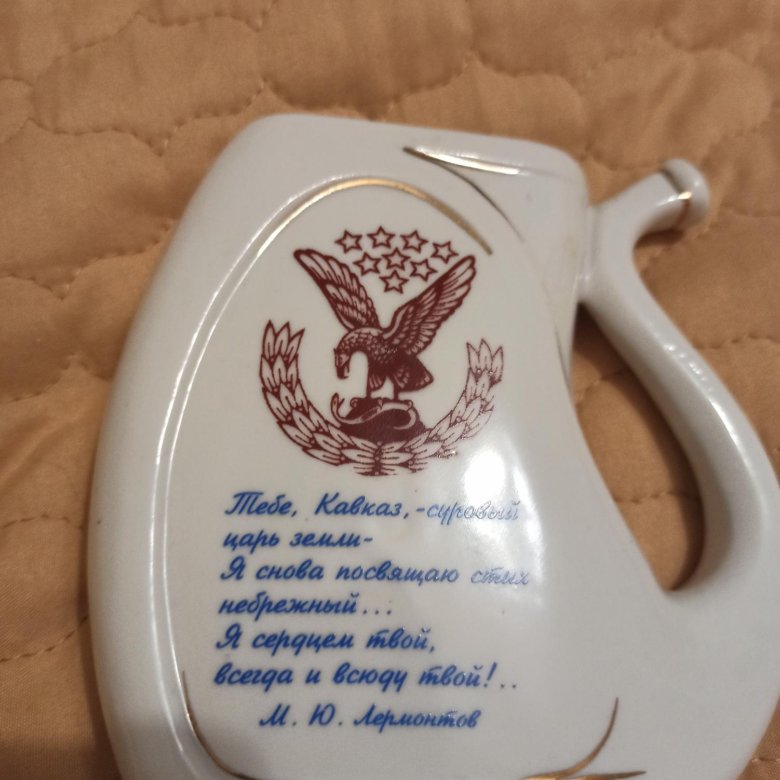 Тебе, Кавказ,-суровый
царь земли-
Я снова посвящаю стих
небрежный...
Я сердцем твой,
всегда и всюду твой!..
М. Ю. Лермонтов